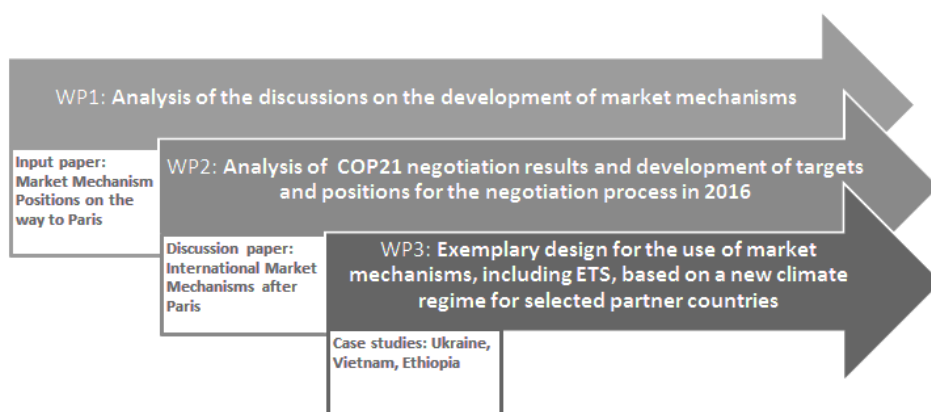 WP1: Analysis of the discussions on the development of market mechanisms
Input paper:
Market Mechanism
Positions on the
way to Paris
WP2: Analysis of COP21 negotiation results and development of targets
and positions for the negotiation process in 2016
Discussion paper:
International Market
Mechanisms after
Paris
WP3: Exemplary design for the use of market
mechanisms, including ETS, based on a new climate
regime for selected partner countries
Case studies: Ukraine,
Vietnam, Ethiopia